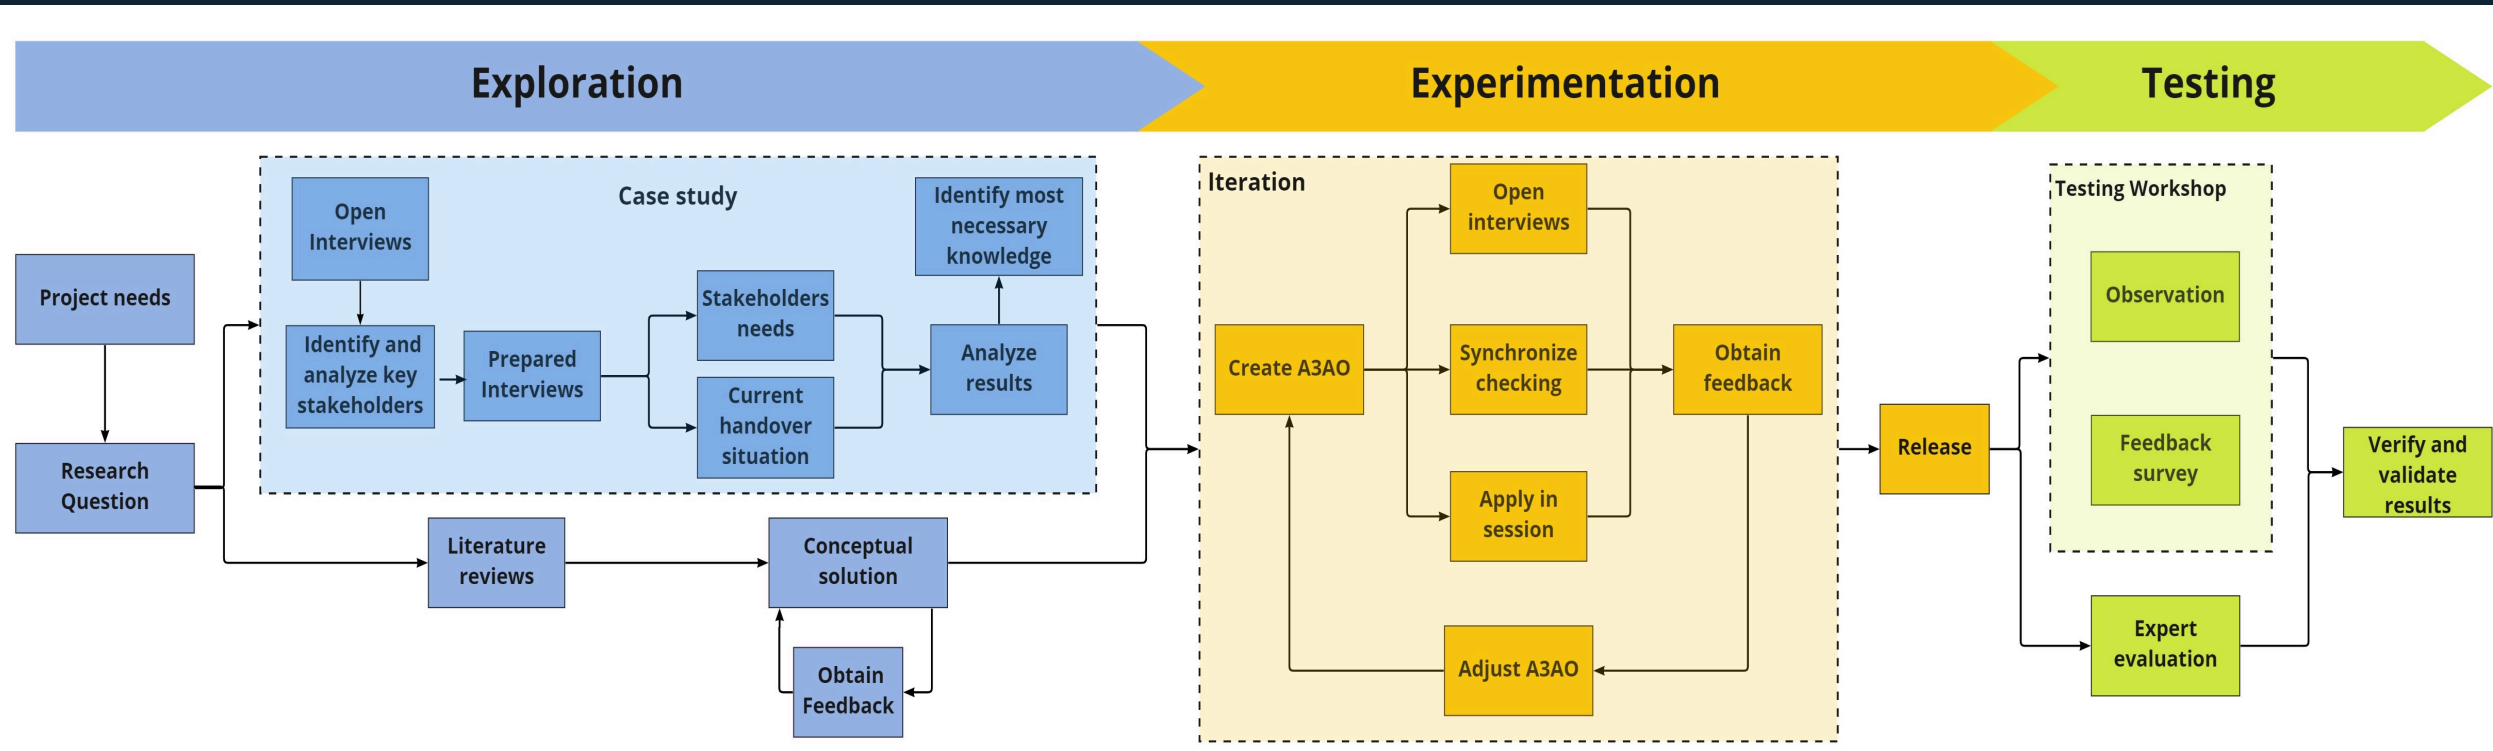 Exploration
Experimentation
Testing
Project needs
Research
Question
Case study
Open
Interviews
Identify and
analyze key
stakeholders
Prepared
Interviews
Stakeholders
needs
Current
handover
situation
Identify most
necessary
knowledge
Analyze
results
Literature
reviews
Conceptual
solution
Obtain
Feedback
Iteration
Create A3AO
Open
interviews
Synchronize
checking
Apply in
session
Obtain
feedback
Adjust A3AO
Release
Testing Workshop
Observation
Feedback
survey
Expert
evaluation
Verify and
validate
results